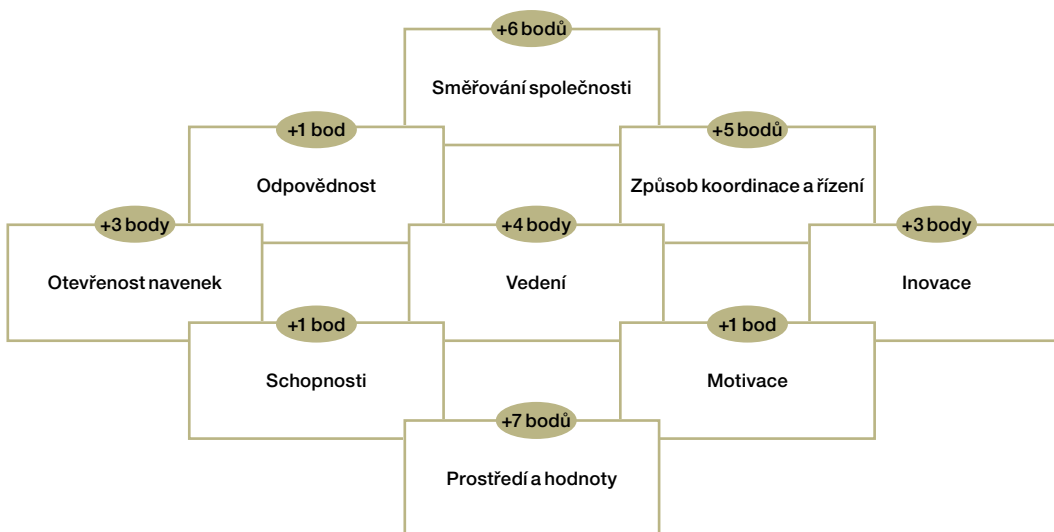 +6 bodů
Směřování společnosti
+1 bod
+5 bodů
Odpovědnost
Způsob koordinace a řízení
+3 body
+4 body
+3 body
Otevřenost navenek
Vedení
Inovace
+1 bod
+1 bod
Schopnosti
Motivace
+7 bodů
Prostředí a hodnoty